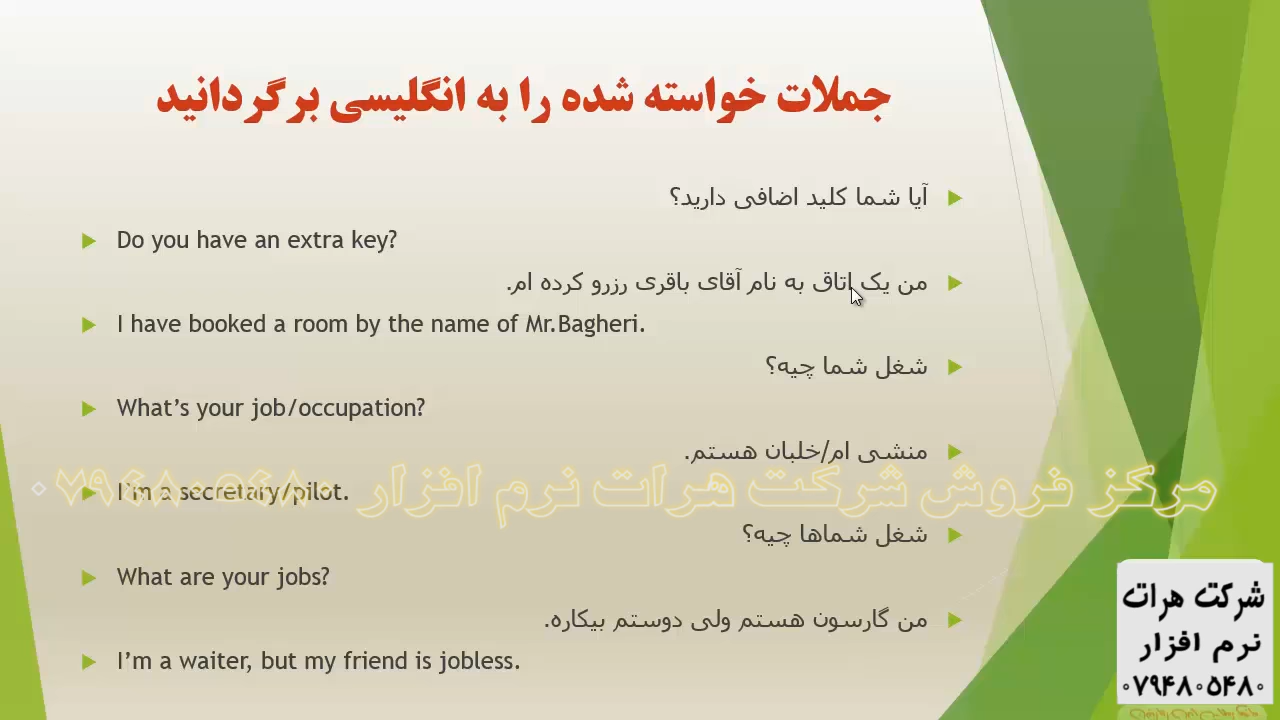 جملات خواسته شده را به انگلیسی برگردانید
آیا شما کلید اضافی دارید؟
Do you have an extra key?
من یک اتاق به نام آقای باقری رزرو کرده ام.
I have booked a room by the name of Mr.Bagheri.
شغل شما چیه؟
What’s your job/occupation?
منشی ام/خلبان هستم.
مرکز فروش شرکت هرات نرم افزار ۰۷۹٤۸۰٥٤۸۰
I’m a secretary/pilot.
شغل شماها چیه؟
What are your jobs?
من گارسون هستم ولی دوستم بیکاره.
I’m a waiter, but my friend is jobless.
شرکت هرات
نرم افزار
۰۷۹۴۸۰۵۴۸۰